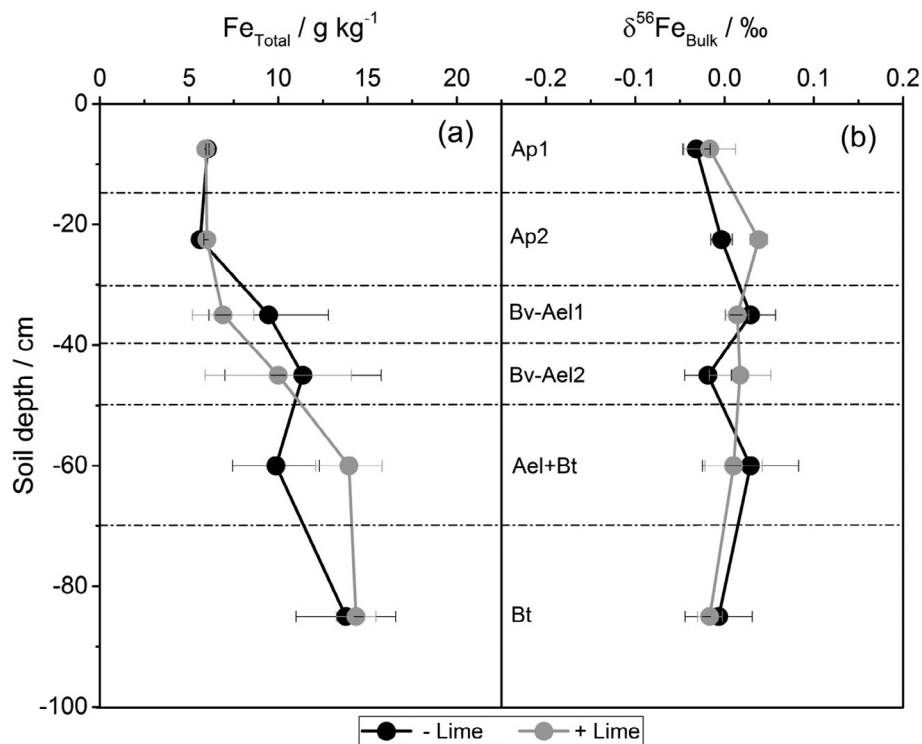 Fe_Total / g kg⁻¹
δ⁵⁶Fe_Bulk / ‰
0 5 10 15 20 -0.2 -0.1 0.0 0.1 0.2
0
(a) (b)
Ap1
-20
Ap2
Bv-Ael1
-40
Bv-Ael2
Soil depth / cm
-60
Ael+Bt
-80
Bt
-100
- Lime + Lime